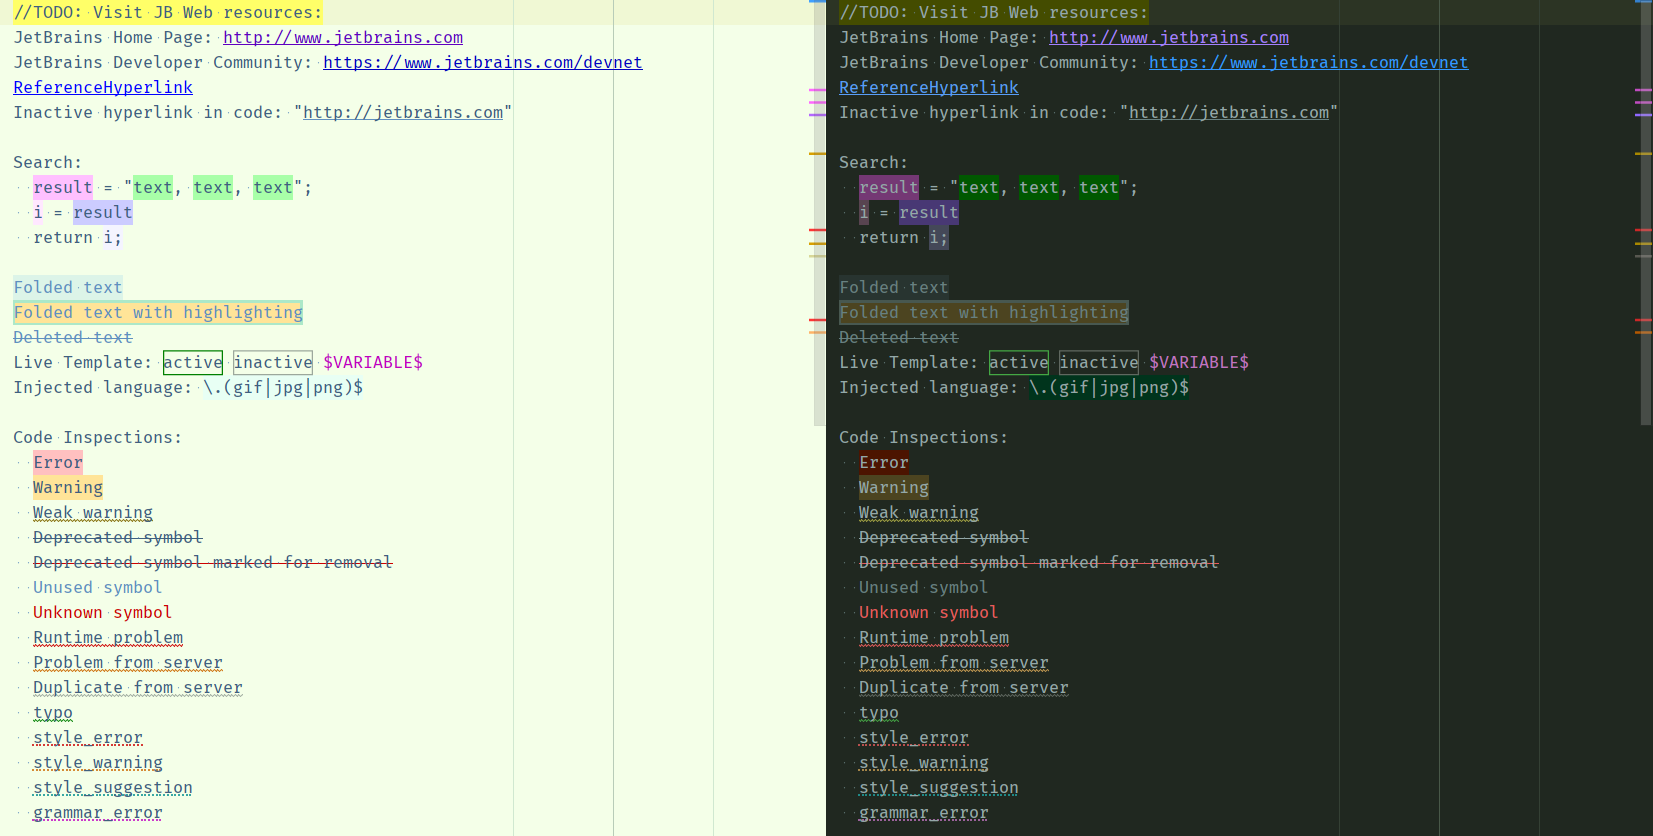 //TODO: Visit JB Web resources:
JetBrains Home Page: http://www.jetbrains.com
JetBrains Developer Community: https://www.jetbrains.com/devnet
ReferenceHyperlink
Inactive hyperlink in code: "http://jetbrains.com"
Search:
result = "text, text, text";
i = result
return i;
Folded text
Folded text with highlighting
Deleted text
Live Template: active inactive $VARIABLE$
Injected language: \.(gif|jpg|png)$
Code Inspections:
Error
Warning
Weak warning
Deprecated symbol
Deprecated symbol marked for removal
Unused symbol
Unknown symbol
Runtime problem
Problem from server
Duplicate from server
typo
style_error
style_warning
style_suggestion
grammar_error
//TODO: Visit JB Web resources:
JetBrains Home Page: http://www.jetbrains.com
JetBrains Developer Community: https://www.jetbrains.com/devnet
ReferenceHyperlink
Inactive hyperlink in code: "http://jetbrains.com"
Search:
result = "text, text, text";
i = result
return i;
Folded text
Folded text with highlighting
Deleted text
Live Template: active inactive $VARIABLE$
Injected language: \.(gif|jpg|png)$
Code Inspections:
Error
Warning
Weak warning
Deprecated symbol
Deprecated symbol marked for removal
Unused symbol
Unknown symbol
Runtime problem
Problem from server
Duplicate from server
typo
style_error
style_warning
style_suggestion
grammar_error